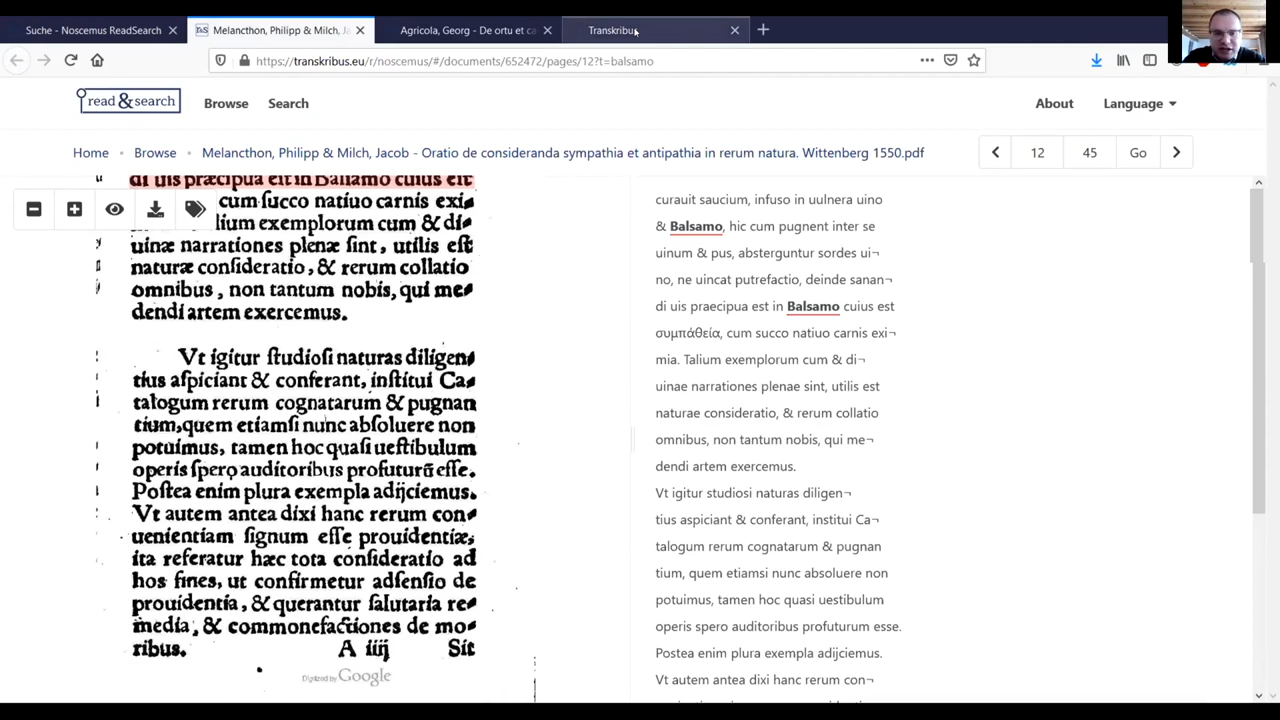 Suche - Noscemus ReadSearch
Melancthon, Philipp & Milch, Ja
Agricola, Georg - De ortu et ca
Transkribus
https://transkribus.eu/r/noscemus/#/documents/652472/pages/12?t=balsamo
read&search
Browse
Search
About
Language
Home • Browse • Melancthon, Philipp & Milch, Jacob - Oratio de consideranda sympathia et antipathia in rerum natura. Wittenberg 1550.pdf
12
45
Go
di uis præcipua eſt in Balſamo cuius eſt
cum ſucco natiuo carnis exi⸗
lium exemplorum cum & di⸗
uinæ narrationes plenæ ſint, utilis eſt
naturæ conſideratio, & rerum collatio
omnibus, non tantum nobis, qui me⸗
dendi artem exercemus.
Vt igitur ſtudioſi naturas diligen⸗
tius aſpiciant & conferant, inſtitui Ca⸗
talogum rerum cognatarum & pugnan
tium, quem etiamſi nunc abſoluere non
potuimus, tamen hoc quaſi ueſtibulum
operis ſpero auditoribus profuturũ eſſe.
Poſtea enim plura exempla adijciemus.
Vt autem antea dixi hanc rerum con⸗
uenientiam ſignum eſſe prouidentiæ,
ita referatur hæc tota conſideratio ad
hos fines, ut confirmetur adſenſio de
prouidentia, & querantur ſalutaria re⸗
media, & commonefactiones de mo⸗
ribus. A iiij Sit
Digitized by Google
curauit saucium, infuso in uulnera uino
& Balsamo, hic cum pugnent inter se
uinum & pus, absterguntur sordes ui¬
no, ne uincat putrefactio, deinde sanan¬
di uis praecipua est in Balsamo cuius est
συμπάθεία, cum succo natiuo carnis exi¬
mia. Talium exemplorum cum & di¬
uinae narrationes plenae sint, utilis est
naturae consideratio, & rerum collatio
omnibus, non tantum nobis, qui me¬
dendi artem exercemus.
Vt igitur studiosi naturas diligen¬
tius aspiciant & conferant, institui Ca¬
talogum rerum cognatarum & pugnan
tium, quem etiamsi nunc absoluere non
potuimus, tamen hoc quasi uestibulum
operis spero auditoribus profuturum esse.
Postea enim plura exempla adijciemus.
Vt autem antea dixi hanc rerum con¬